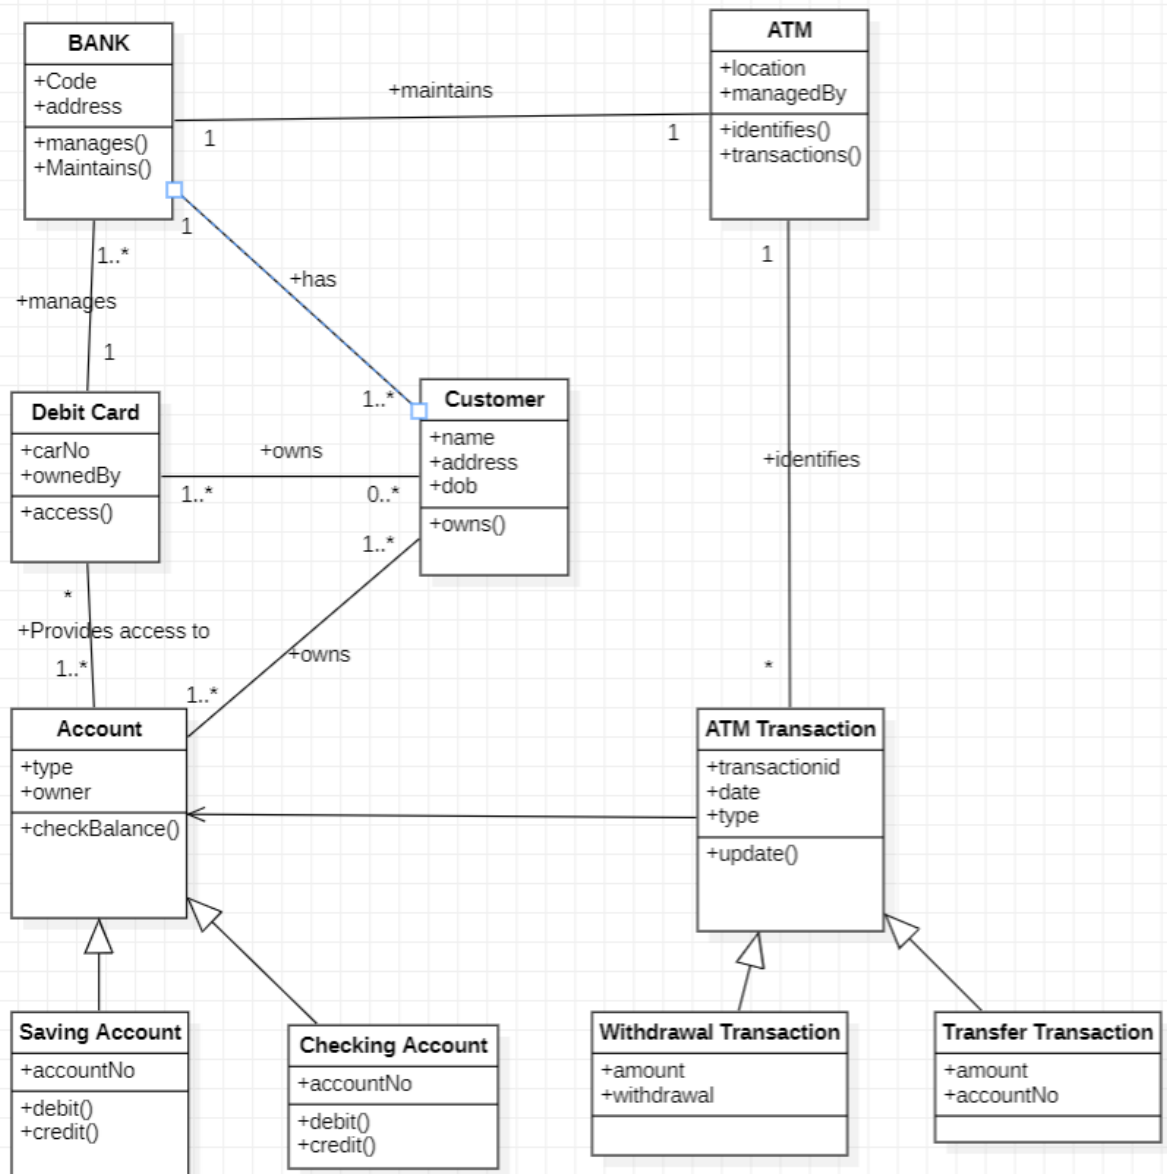 BANK
+Code
+address
+manages()
+Maintains()
ATM
+location
+managedBy
+identifies()
+transactions()
+maintains
1
1
1
+has
1..*
1..*
+manages
1
1
+identifies
*
Debit Card
+carNo
+ownedBy
+access()
+owns
1..*
0..*
Customer
+name
+address
+dob
+owns()
1..*
+owns
1..*
*
+Provides access to
1..*
Account
+type
+owner
+checkBalance()
ATM Transaction
+transactionid
+date
+type
+update()
Saving Account
+accountNo
+debit()
+credit()
Checking Account
+accountNo
+debit()
+credit()
Withdrawal Transaction
+amount
+withdrawal
Transfer Transaction
+amount
+accountNo